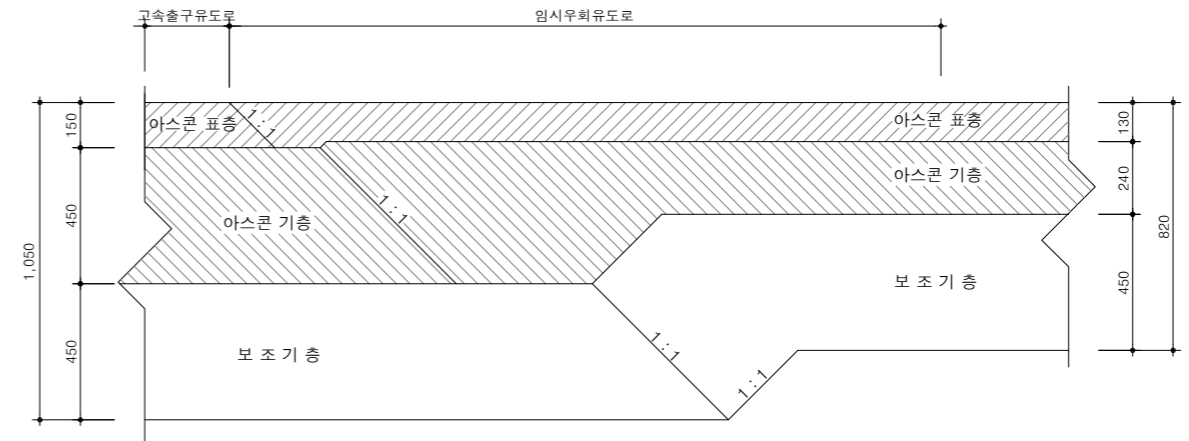 고속출구유도로
임시우회유도로
150
1 : 1
아스콘 표층
아스콘 표층
130
아스콘 기층
240
450
1 : 1
아스콘 기층
820
1,050
보 조 기 층
450
450
보 조 기 층
1 : 1
1 : 1